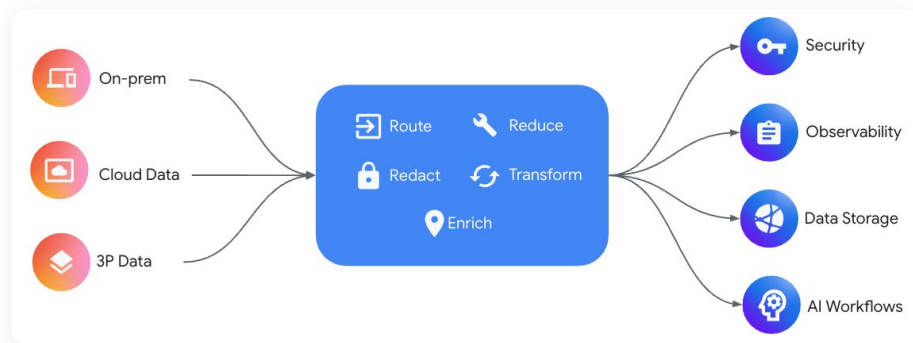 On-prem
Cloud Data
3P Data
Route
Reduce
Redact
Transform
Enrich
Security
Observability
Data Storage
AI Workflows